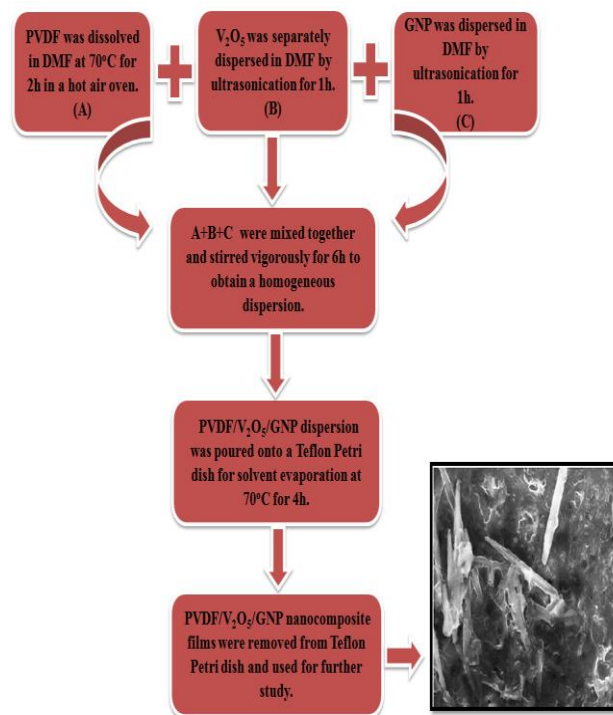 PVDF was dissolved
in DMF at 70°C for
2h in a hot air oven.
(A)
V₂O₅ was separately
dispersed in DMF by
ultrasonication for 1h.
(B)
GNP was dispersed in
DMF by
ultrasonication for
1h.
(C)
A+B+C were mixed together
and stirred vigorously for 6h to
obtain a homogeneous
dispersion.
PVDF/V₂O₅/GNP dispersion
was poured onto a Teflon Petri
dish for solvent evaporation at
70°C for 4h.
PVDF/V₂O₅/GNP nanocomposite
films were removed from Teflon
Petri dish and used for further
study.